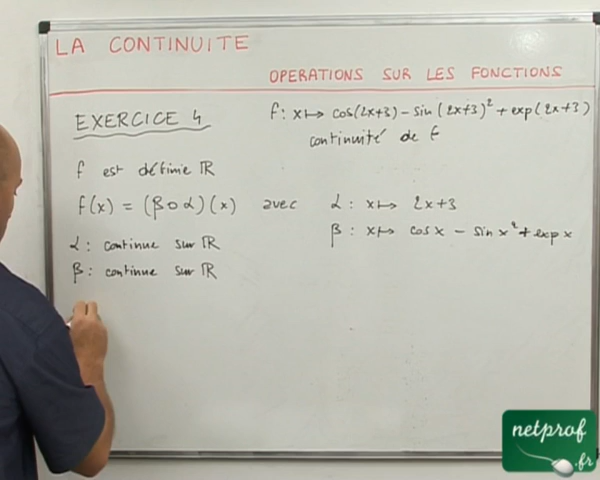 LA CONTINUITE
OPERATIONS SUR LES FONCTIONS
EXERCICE 4
f: x ↦ cos(2x+3) - sin(2x+3)² + exp(2x+3)
continuité de f
f est définie ℝ
f(x) = (β o α)(x) avec α : x ↦ 2x+3
β : x ↦ cos x - sin x² + exp x
α : continue sur ℝ
β : continue sur ℝ
netprof
.fr